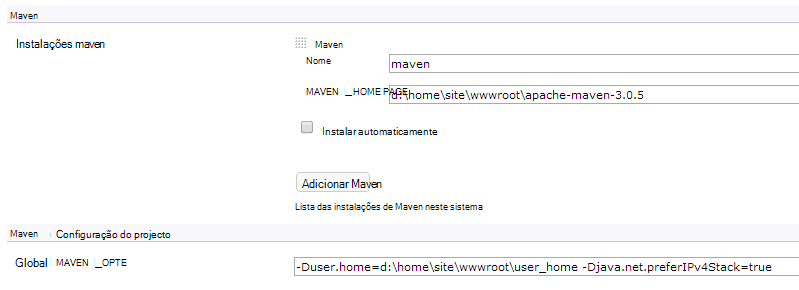 Maven
Instalações maven
Maven
Nome
maven
MAVEN _HOME PAGE
d:\home\site\wwwroot\apache-maven-3.0.5
Instalar automaticamente
Adicionar Maven
Lista das instalações de Maven neste sistema
Maven Configuração do projecto
Global MAVEN _OPTE
-Duser.home=d:\home\site\wwwroot\user_home -Djava.net.preferIPv4Stack=true